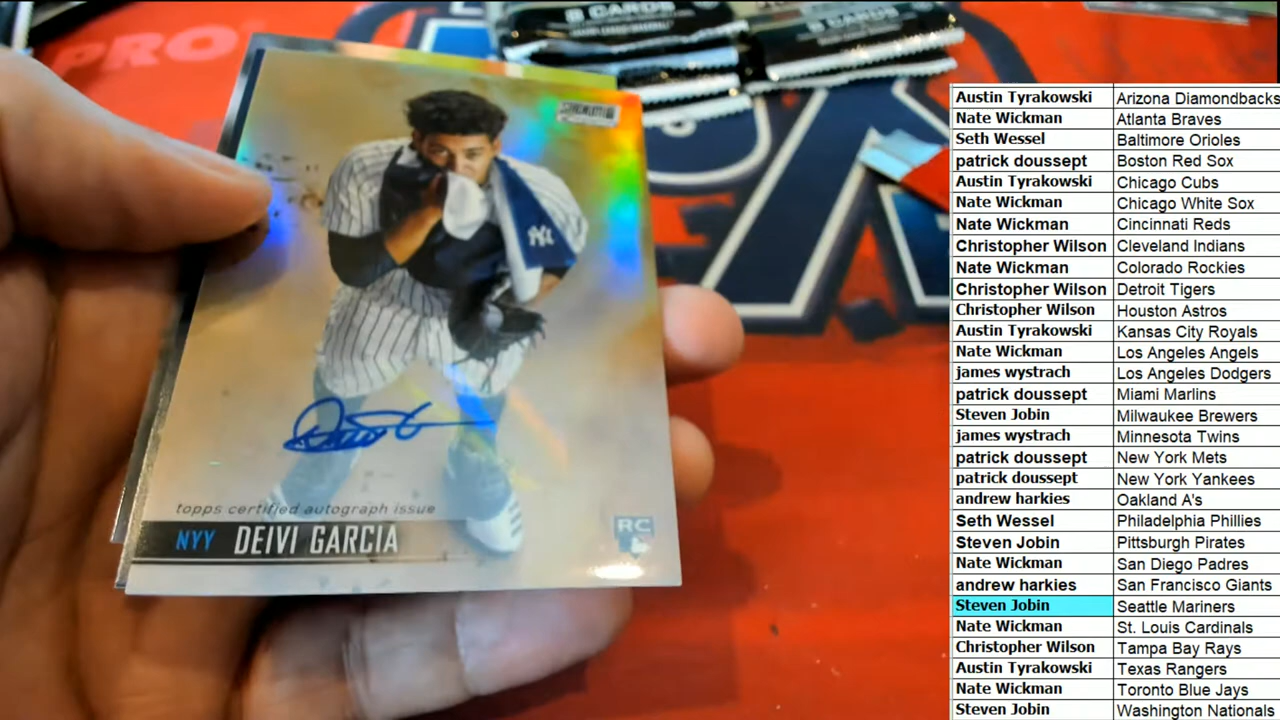 PRO
8 CARDS
8 CARDS
NY
topps certified autograph issue
NYY DEIVI GARCIA
RC
Austin Tyrakowski Arizona Diamondbacks
Nate Wickman Atlanta Braves
Seth Wessel Baltimore Orioles
patrick doussept Boston Red Sox
Austin Tyrakowski Chicago Cubs
Nate Wickman Chicago White Sox
Nate Wickman Cincinnati Reds
Christopher Wilson Cleveland Indians
Nate Wickman Colorado Rockies
Christopher Wilson Detroit Tigers
Christopher Wilson Houston Astros
Austin Tyrakowski Kansas City Royals
Nate Wickman Los Angeles Angels
james wystrach Los Angeles Dodgers
patrick doussept Miami Marlins
Steven Jobin Milwaukee Brewers
james wystrach Minnesota Twins
patrick doussept New York Mets
patrick doussept New York Yankees
andrew harkies Oakland A's
Seth Wessel Philadelphia Phillies
Steven Jobin Pittsburgh Pirates
Nate Wickman San Diego Padres
andrew harkies San Francisco Giants
Steven Jobin Seattle Mariners
Nate Wickman St. Louis Cardinals
Christopher Wilson Tampa Bay Rays
Austin Tyrakowski Texas Rangers
Nate Wickman Toronto Blue Jays
Steven Jobin Washington Nationals